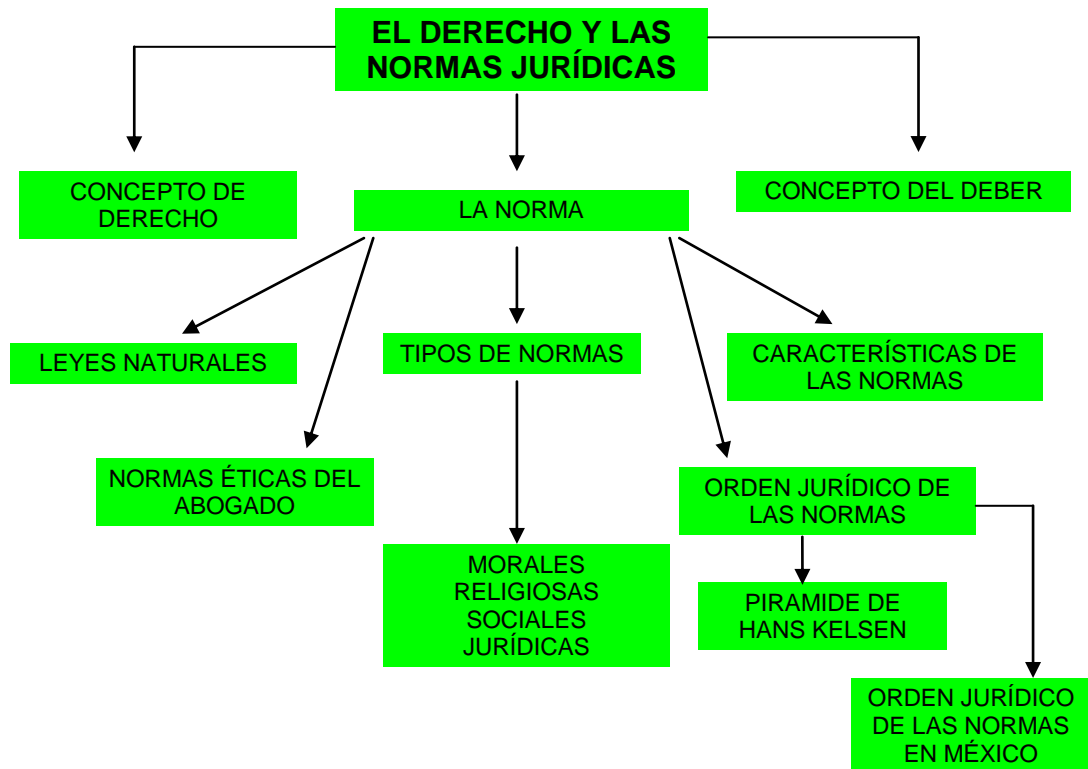 EL DERECHO Y LAS
NORMAS JURÍDICAS
CONCEPTO DE
DERECHO
LA NORMA
CONCEPTO DEL DEBER
LEYES NATURALES
TIPOS DE NORMAS
CARACTERÍSTICAS DE
LAS NORMAS
NORMAS ÉTICAS DEL
ABOGADO
ORDEN JURÍDICO DE
LAS NORMAS
MORALES
RELIGIOSAS
SOCIALES
JURÍDICAS
PIRAMIDE DE
HANS KELSEN
ORDEN JURÍDICO
DE LAS NORMAS
EN MÉXICO